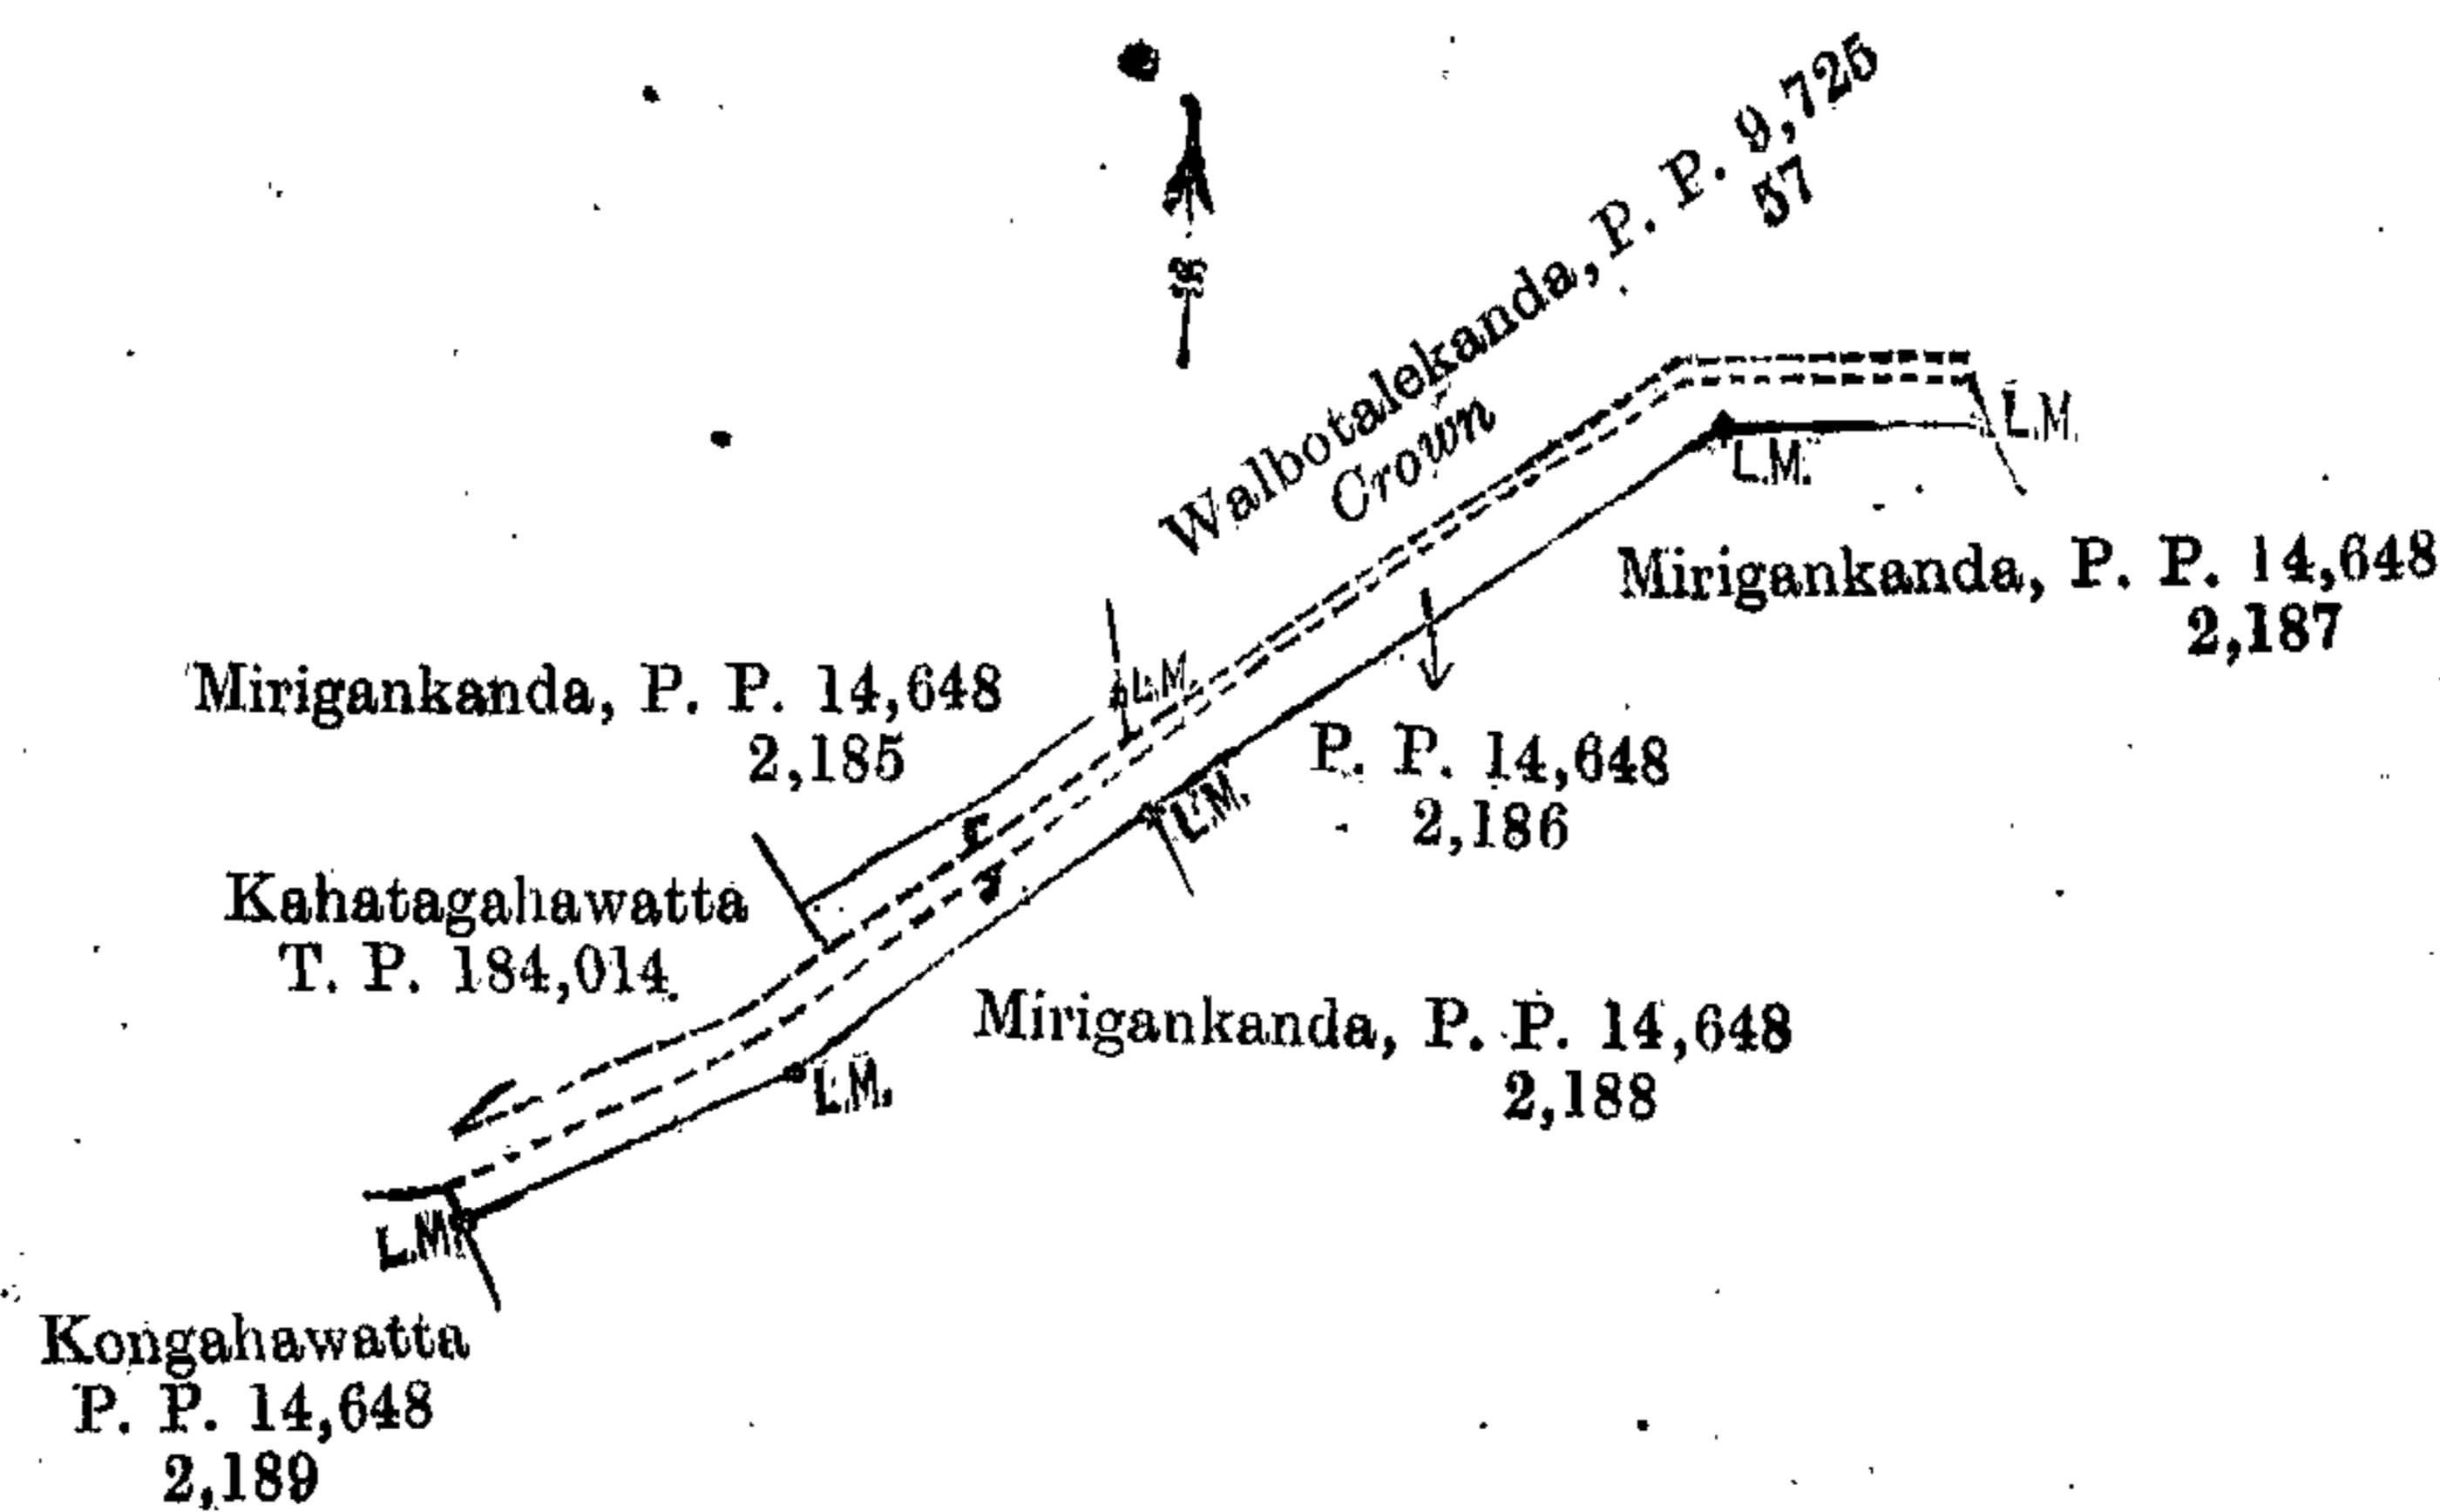 Walbotalekanda, P. P. 9,725
57
Crown
L.M.
L.M.
Mirigankanda, P. P. 14,648
2,187
L.M.
Mirigankanda, P. P. 14,648
2,185
P. P. 14,648
2,186
L.M.
Kahatagahawatta
T. P. 184,014
Mirigankanda, P. P. 14,648
2,188
L.M.
L.M.
Kongahawatta
P. P. 14,648
2,189